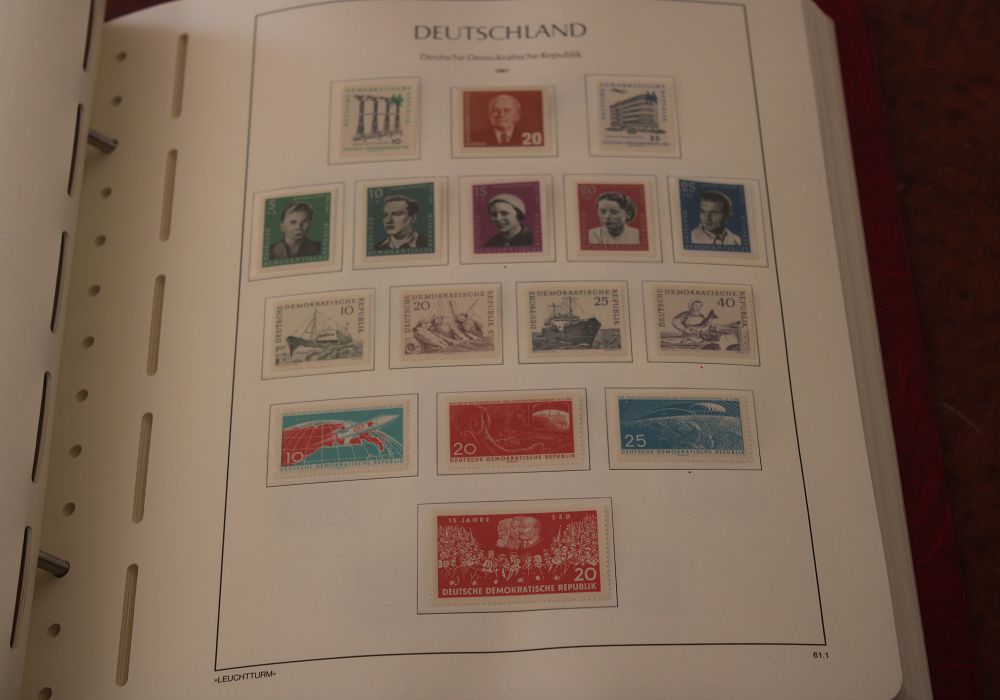 DEUTSCHLAND
Deutsche Demokratische Republik
1961
10
20
25
5
10
15
20
25
DEMOKRATISCHE
10
DEUTSCHE
REPUBLIK
DEMOKRATISCHE
20
DEUTSCHE
REPUBLIK
DEMOKRATISCHE
25
DEUTSCHE
REPUBLIK
DEMOKRATISCHE
40
DEUTSCHE
REPUBLIK
10
DEUTSCHE DEMOKRATISCHE REPUBLIK
20
DEUTSCHE DEMOKRATISCHE REPUBLIK
25
DEUTSCHE DEMOKRATISCHE REPUBLIK
15 JAHRE SED
20
DEUTSCHE DEMOKRATISCHE REPUBLIK
»LEUCHTTURM«
61.1